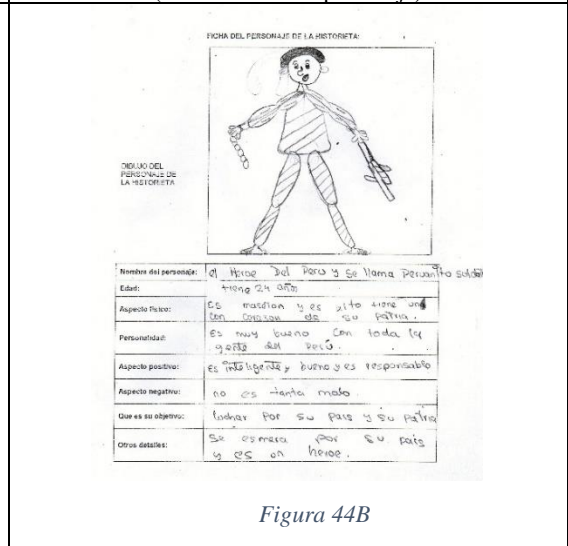 FICHA DEL PERSONAJE DE LA HISTORIETA:
DIBUJO DEL
PERSONAJE DE
LA HISTORIETA
Nombre del personaje: el Heroe Del Peru y se llama Peruanito
Edad: tiene 24 años
Aspecto físico: Es y es alto tiene un
con corazon de su patria.
Personalidad: Es muy bueno Con toda la
gente del Perú.
Aspecto positivo: es inteligente y bueno y es responsable
Aspecto negativo: no es tanta malo.
Que es su objetivo: luchar Por su pais y su Patria
Otros detalles: Se esmera por su pais
y es on heroe.
Figura 44B